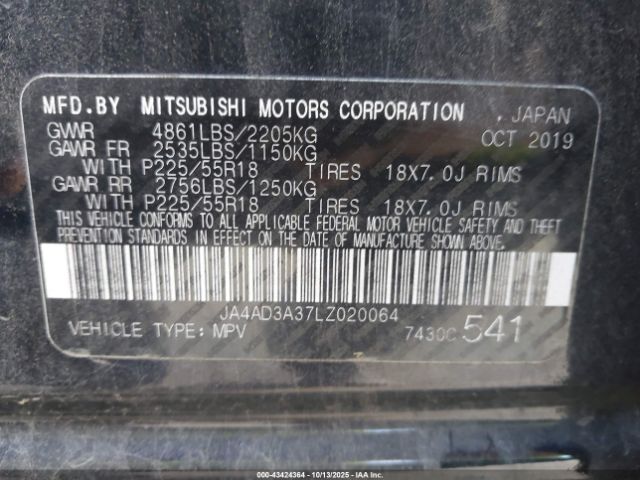 MFD.BY MITSUBISHI MOTORS CORPORATION , JAPAN
GVWR 4861LBS/2205KG OCT 2019
GAWR FR 2535LBS/1150KG
WITH P225/55R18 TIRES 18X7.0J RIMS
GAWR RR 2756LBS/1250KG
WITH P225/55R18 TIRES 18X7.0J RIMS
THIS VEHICLE CONFORMS TO ALL APPLICABLE FEDERAL MOTOR VEHICLE SAFETY AND THEFT
PREVENTION STANDARDS IN EFFECT ON THE DATE OF MANUFACTURE SHOWN ABOVE.
JA4AD3A37LZ020064
VEHICLE TYPE: MPV 7430C 541
000-43424364 | 10/13/2025 - IAA Inc.